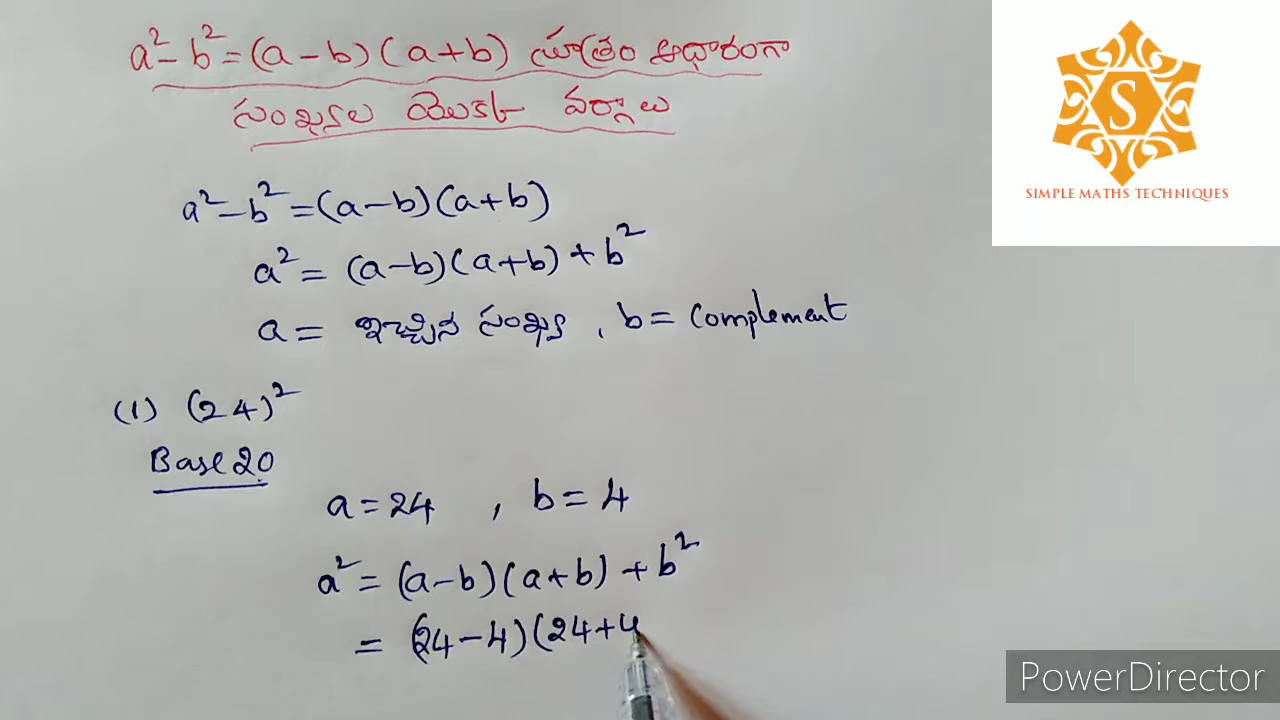 a² - b² = (a-b)(a+b) సూత్రం ఆధారంగా
సంఖ్యల యొక్క వర్గాలు
a² - b² = (a-b)(a+b)
a² = (a-b)(a+b) + b²
a = ఇచ్చిన సంఖ్య , b = complement
(1) (24)²
Base 20
a = 24 , b = 4
a² = (a-b)(a+b) + b²
= (24-4)(24+4
S
SIMPLE MATHS TECHNIQUES
PowerDirector